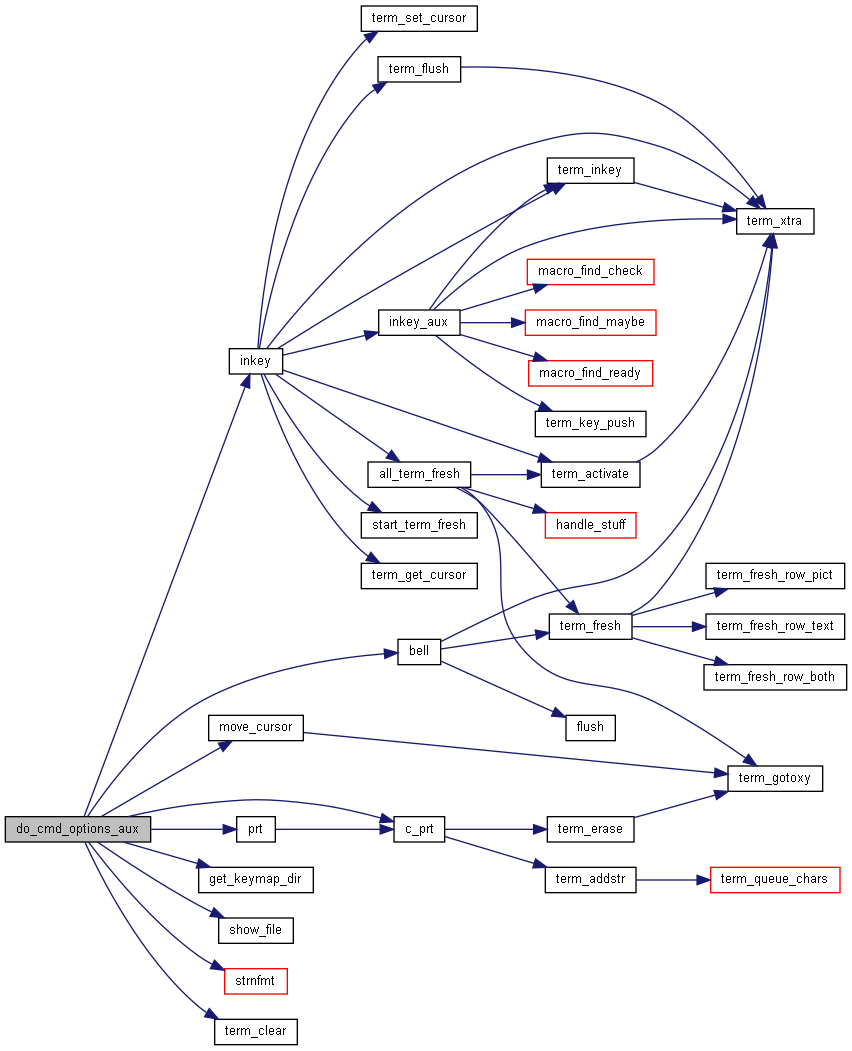 term_set_cursor
term_flush
term_inkey
term_xtra
macro_find_check
inkey_aux
macro_find_maybe
inkey
macro_find_ready
term_key_push
all_term_fresh
term_activate
start_term_fresh
handle_stuff
term_get_cursor
term_fresh_row_pict
term_fresh
term_fresh_row_text
bell
term_fresh_row_both
move_cursor
flush
term_gotoxy
do_cmd_options_aux
prt
c_prt
term_erase
get_keymap_dir
term_addstr
term_queue_chars
show_file
strnfmt
term_clear